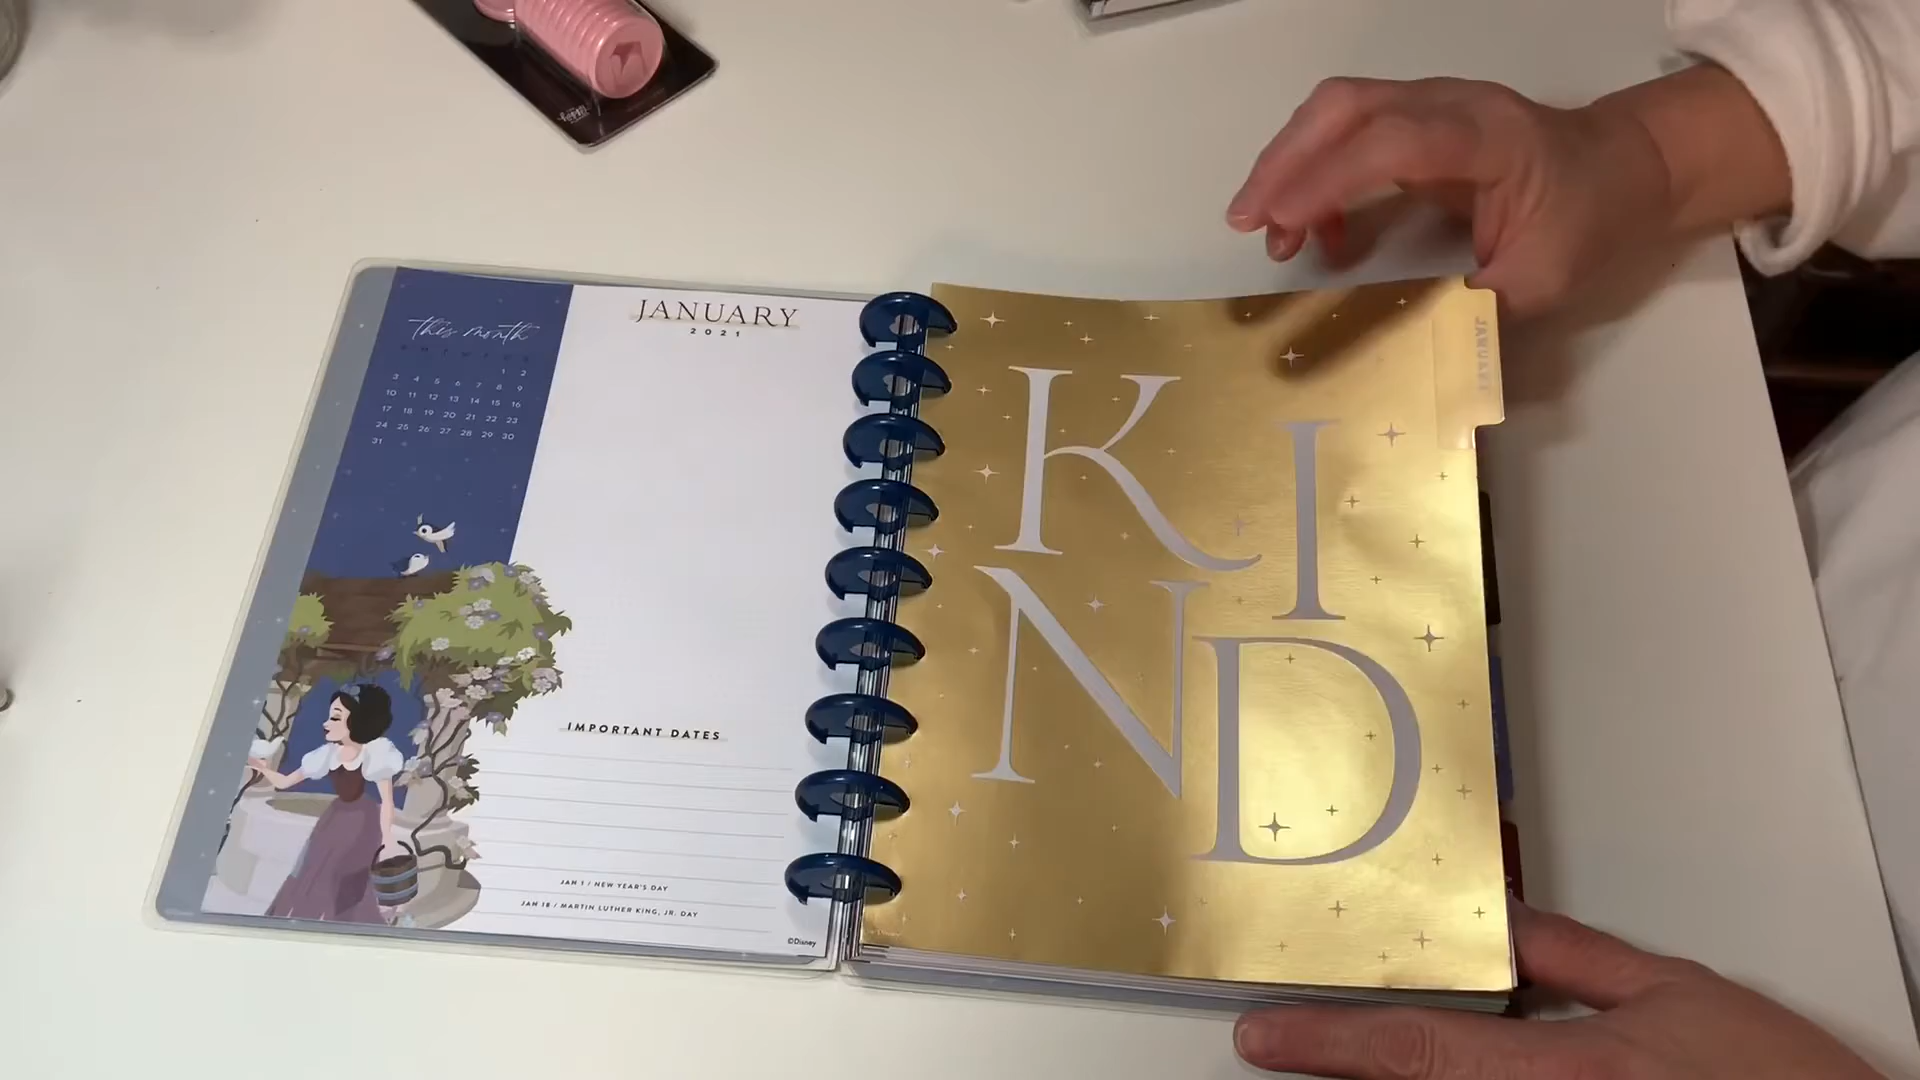 this month
1 2
3 4 5 6 7 8 9
10 11 12 13 14 15 16
17 18 19 20 21 22 23
24 25 26 27 28 29 30
31
JANUARY
2021
IMPORTANT DATES
JAN 1 / NEW YEAR'S DAY
JAN 18 / MARTIN LUTHER KING, JR. DAY
©Disney
KIND
JANUARY